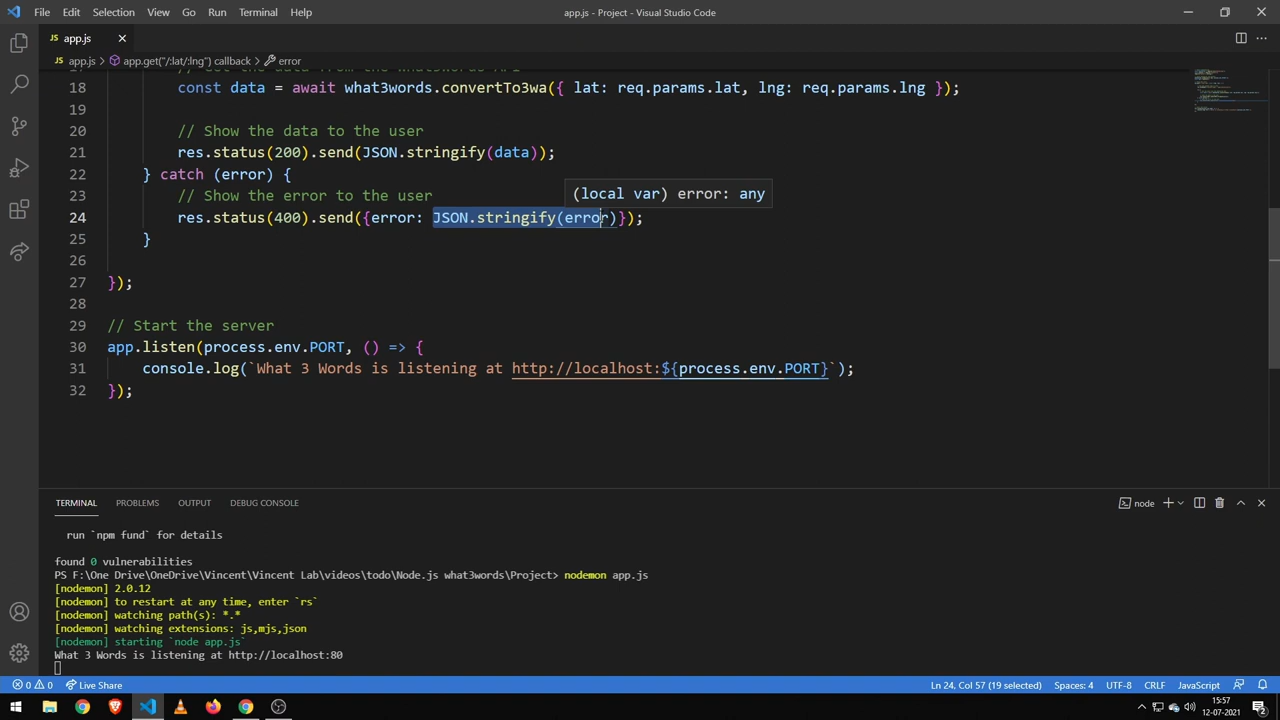 File Edit Selection View Go Run Terminal Help
app.js - Project - Visual Studio Code
app.js
app.js > app.get("/:lat/:lng") callback > error
18 const data = await what3words.convertTo3wa({ lat: req.params.lat, lng: req.params.lng });
19
20 // Show the data to the user
21 res.status(200).send(JSON.stringify(data));
22 } catch (error) {
23 // Show the error to the user
(local var) error: any
24 res.status(400).send({error: JSON.stringify(error)});
25 }
26
27 });
28
29 // Start the server
30 app.listen(process.env.PORT, () => {
31 console.log(`What 3 Words is listening at http://localhost:${process.env.PORT}`);
32 });
TERMINAL PROBLEMS OUTPUT DEBUG CONSOLE
node
run `npm fund` for details
found 0 vulnerabilities
PS F:\One Drive\OneDrive\Vincent\Vincent Lab\videos\todo\Node.js what3words\Project> nodemon app.js
[nodemon] 2.0.12
[nodemon] to restart at any time, enter `rs`
[nodemon] watching path(s): *.*
[nodemon] watching extensions: js,mjs,json
[nodemon] starting `node app.js`
What 3 Words is listening at http://localhost:80
0 0 Live Share
Ln 24, Col 57 (19 selected) Spaces: 4 UTF-8 CRLF JavaScript
15:57
12-07-2021
2